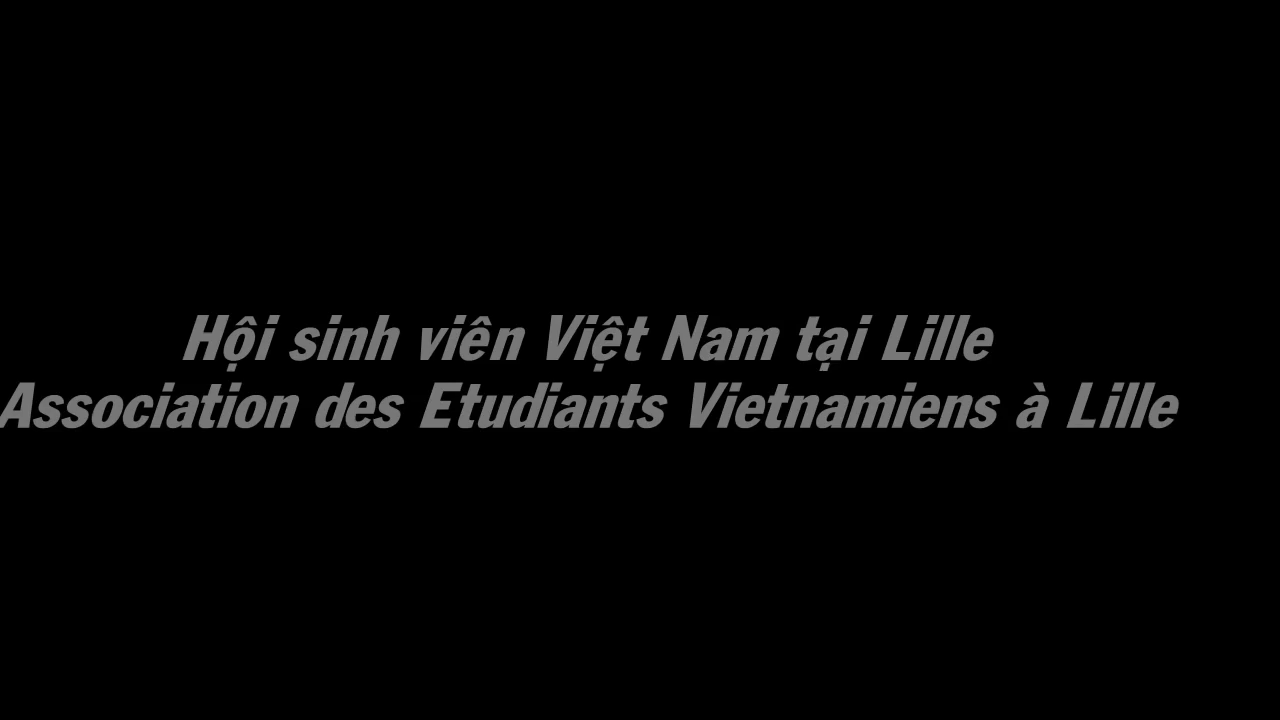 Hội sinh viên Việt Nam tại Lille
Association des Etudiants Vietnamiens à Lille